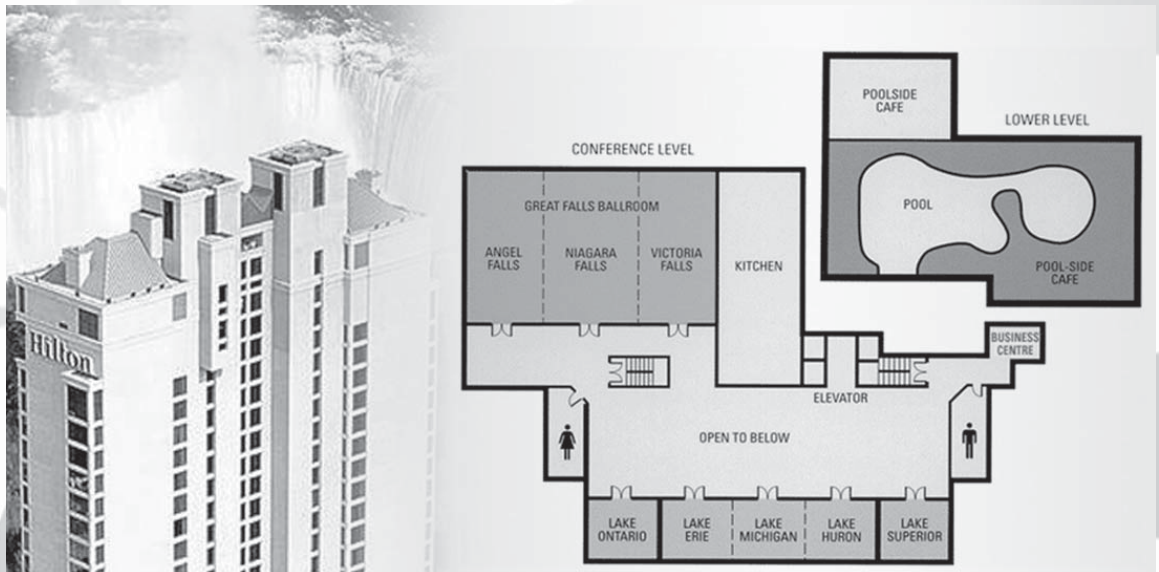 Hilton
CONFERENCE LEVEL
GREAT FALLS BALLROOM
ANGEL
FALLS
NIAGARA
FALLS
VICTORIA
FALLS
KITCHEN
POOLSIDE
CAFE
LOWER LEVEL
POOL
POOL-SIDE
CAFE
BUSINESS
CENTRE
ELEVATOR
OPEN TO BELOW
LAKE
ONTARIO
LAKE
ERIE
LAKE
MICHIGAN
LAKE
HURON
LAKE
SUPERIOR